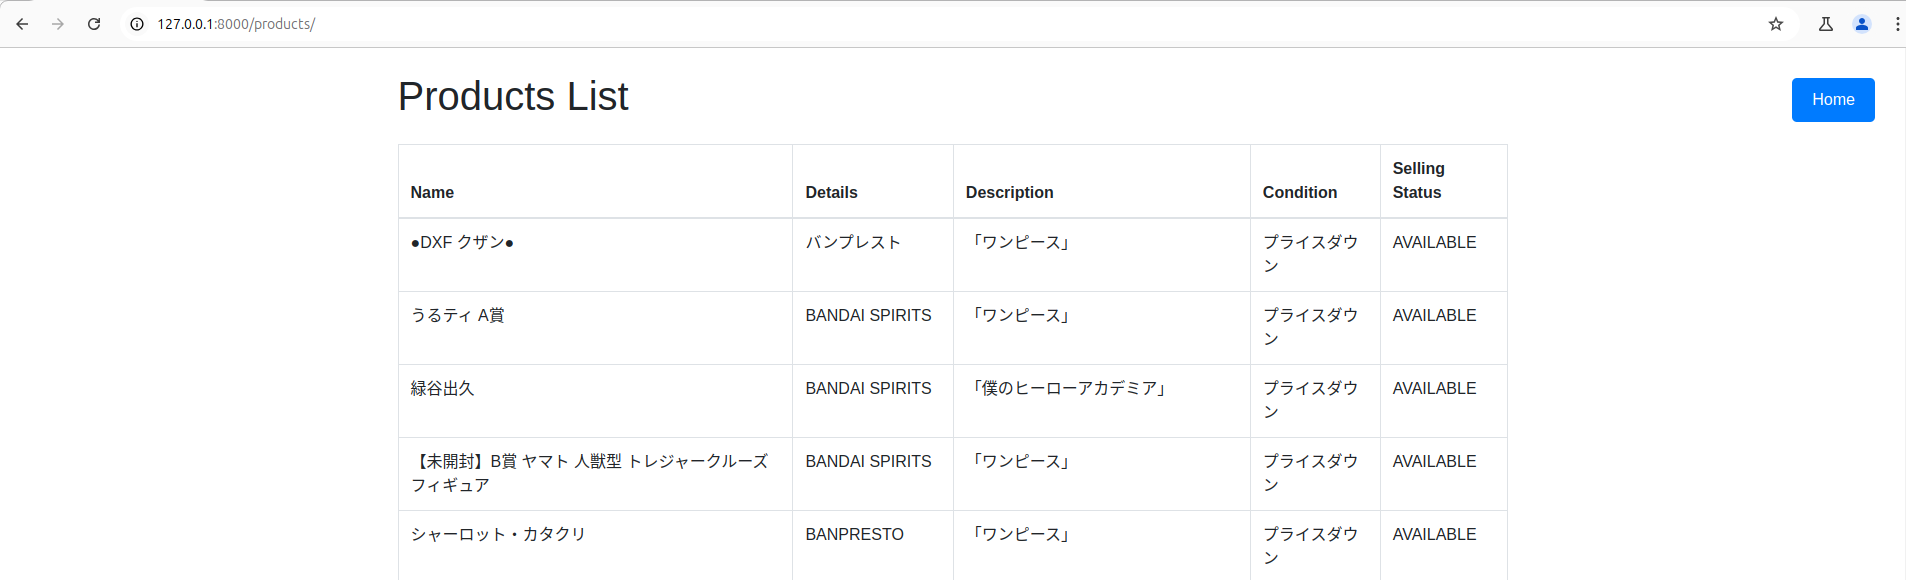 127.0.0.1:8000/products/
Products List
Home
Name Details Description Condition Selling Status
●DXF クザン● バンプレスト 「ワンピース」 プライスダウン AVAILABLE
うるティ A賞 BANDAI SPIRITS 「ワンピース」 プライスダウン AVAILABLE
緑谷出久 BANDAI SPIRITS 「僕のヒーローアカデミア」 プライスダウン AVAILABLE
【未開封】B賞 ヤマト 人獣型 トレジャークルーズフィギュア BANDAI SPIRITS 「ワンピース」 プライスダウン AVAILABLE
シャーロット・カタクリ BANPRESTO 「ワンピース」 プライスダウン AVAILABLE